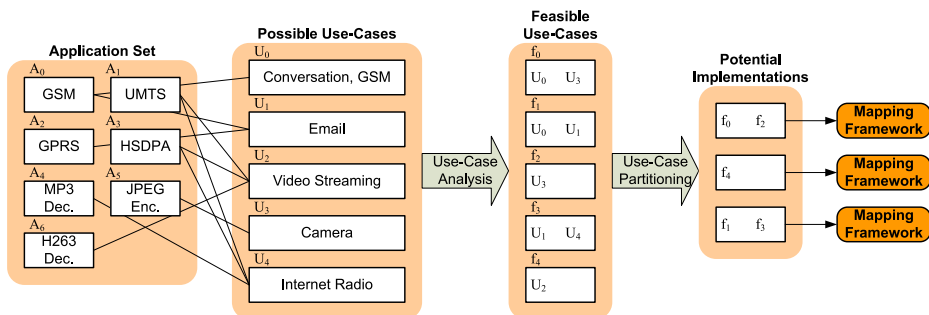 Application Set
A0
A1
GSM
UMTS
A2
A3
GPRS
HSDPA
A4
A5
MP3
Dec.
JPEG
Enc.
A6
H263
Dec.
Possible Use-Cases
U0
Conversation, GSM
U1
Email
U2
Video Streaming
U3
Camera
U4
Internet Radio
Use-Case
Analysis
Feasible
Use-Cases
f0
U0 U3
f1
U0 U1
f2
U3
f3
U1 U4
f4
U2
Use-Case
Partitioning
Potential
Implementations
f0 f2
f4
f1 f3
Mapping
Framework
Mapping
Framework
Mapping
Framework